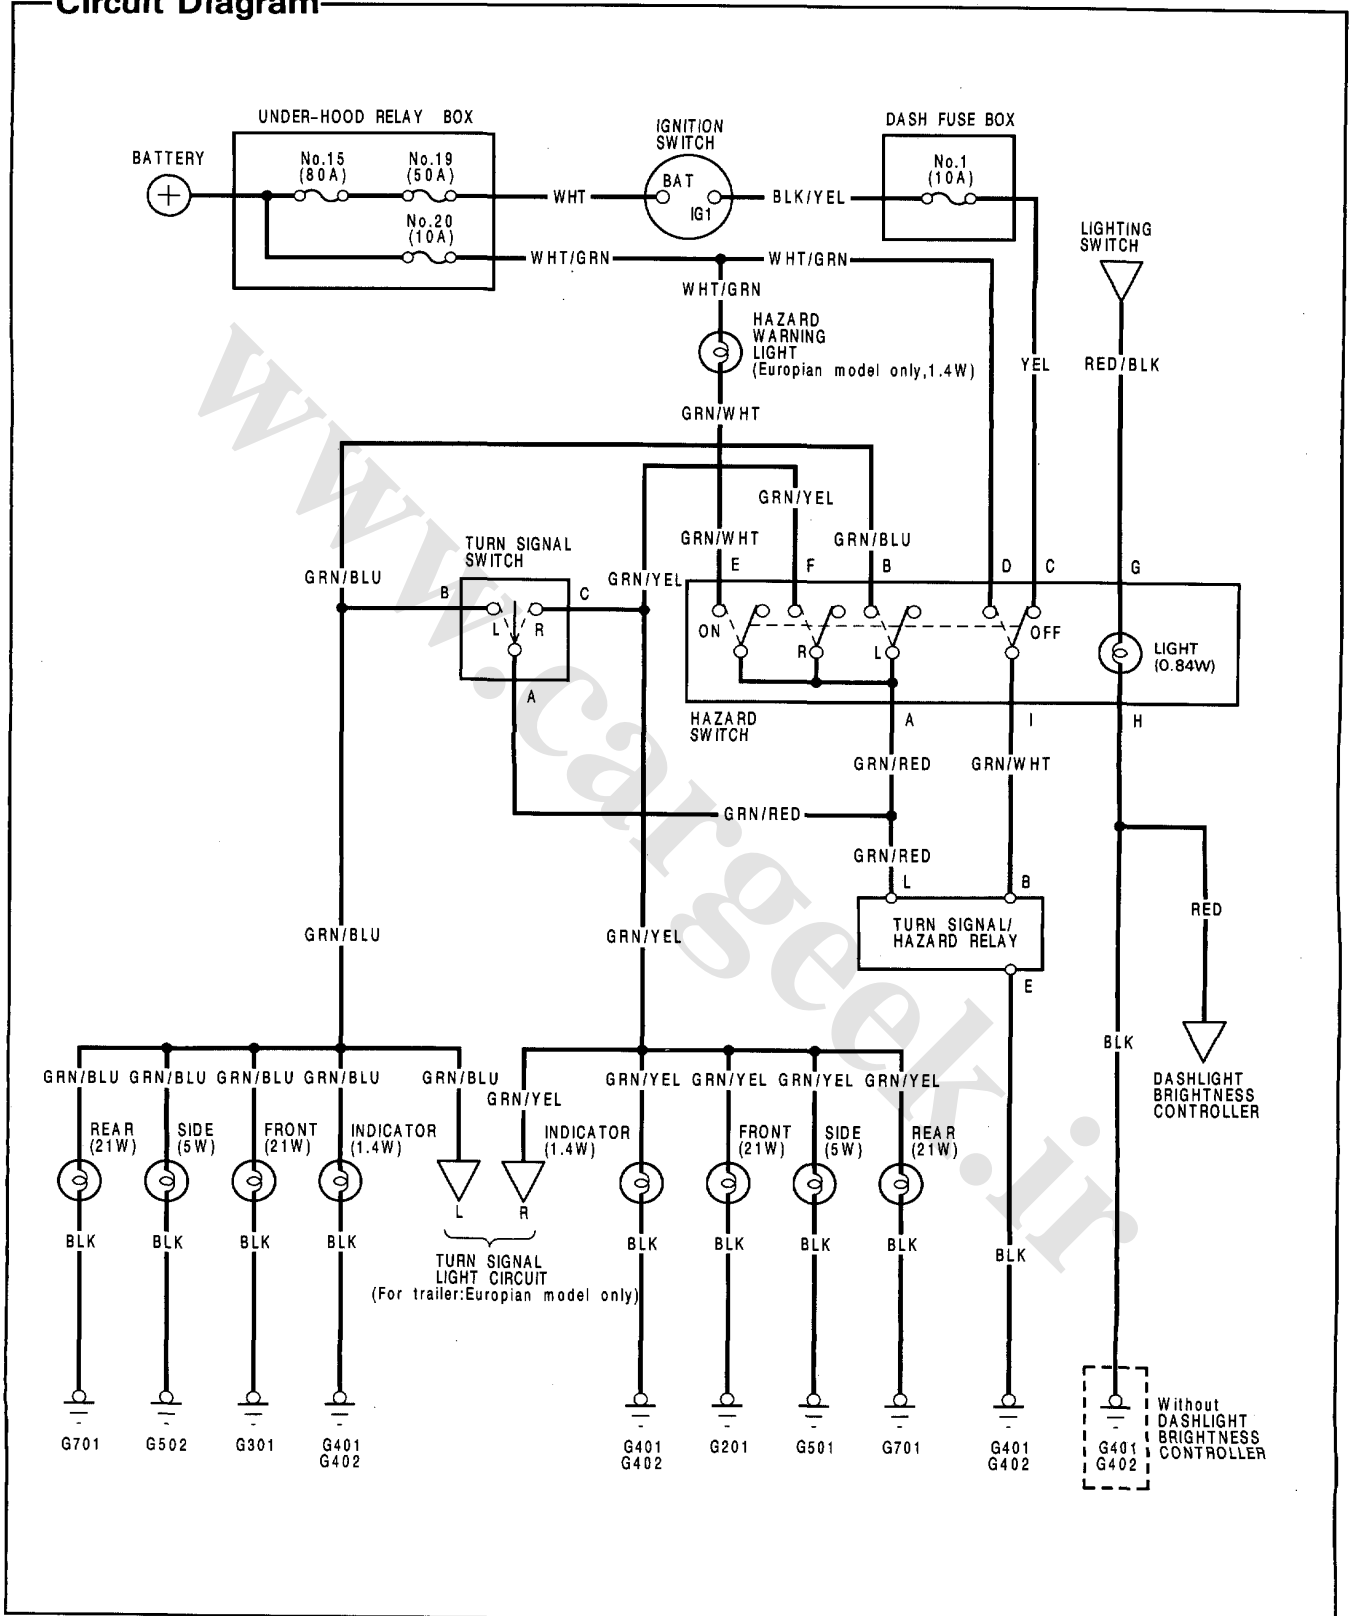 Circuit Diagram
UNDER-HOOD RELAY BOX
IGNITION
SWITCH
DASH FUSE BOX
BATTERY
No.15
(80A)
No.19
(50A)
No.1
(10A)
BAT
IG1
WHT
BLK/YEL
No.20
(10A)
LIGHTING
SWITCH
WHT/GRN
WHT/GRN
WHT/GRN
HAZARD
WARNING
LIGHT
(Europian model only,1.4W)
YEL
RED/BLK
GRN/WHT
GRN/YEL
GRN/WHT
GRN/BLU
TURN SIGNAL
SWITCH
E
F
B
D
C
G
GRN/BLU
GRN/YEL
B
C
L
R
ON
R
L
OFF
LIGHT
(0.84W)
A
HAZARD
SWITCH
A
I
H
GRN/RED
GRN/WHT
GRN/RED
GRN/RED
L
B
TURN SIGNAL/
HAZARD RELAY
RED
GRN/BLU
GRN/YEL
E
BLK
DASHLIGHT
BRIGHTNESS
CONTROLLER
GRN/BLU GRN/BLU GRN/BLU GRN/BLU GRN/BLU
GRN/YEL
GRN/YEL GRN/YEL GRN/YEL GRN/YEL
REAR
(21W)
SIDE
(5W)
FRONT
(21W)
INDICATOR
(1.4W)
INDICATOR
(1.4W)
FRONT
(21W)
SIDE
(5W)
REAR
(21W)
L
R
BLK BLK BLK BLK
BLK BLK BLK BLK
BLK
TURN SIGNAL
LIGHT CIRCUIT
(For trailer:Europian model only)
G701
G502
G301
G401
G402
G401
G402
G201
G501
G701
G401
G402
G401
G402
Without
DASHLIGHT
BRIGHTNESS
CONTROLLER
www.cargeek.ir